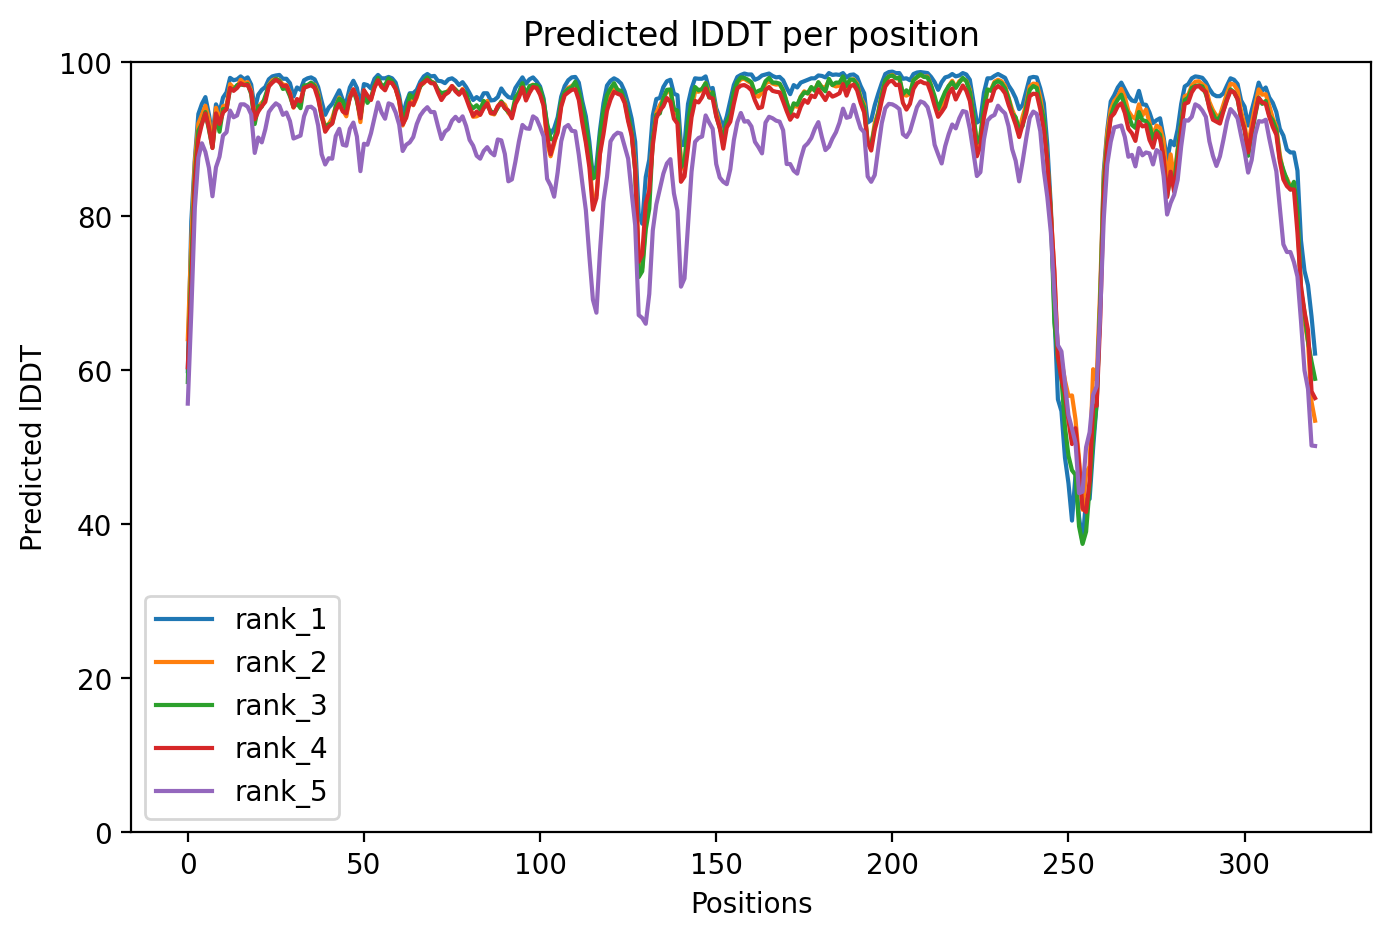 Predicted lDDT per position
Predicted lDDT
100
80
60
40
20
0
rank_1
rank_2
rank_3
rank_4
rank_5
0 50 100 150 200 250 300
Positions